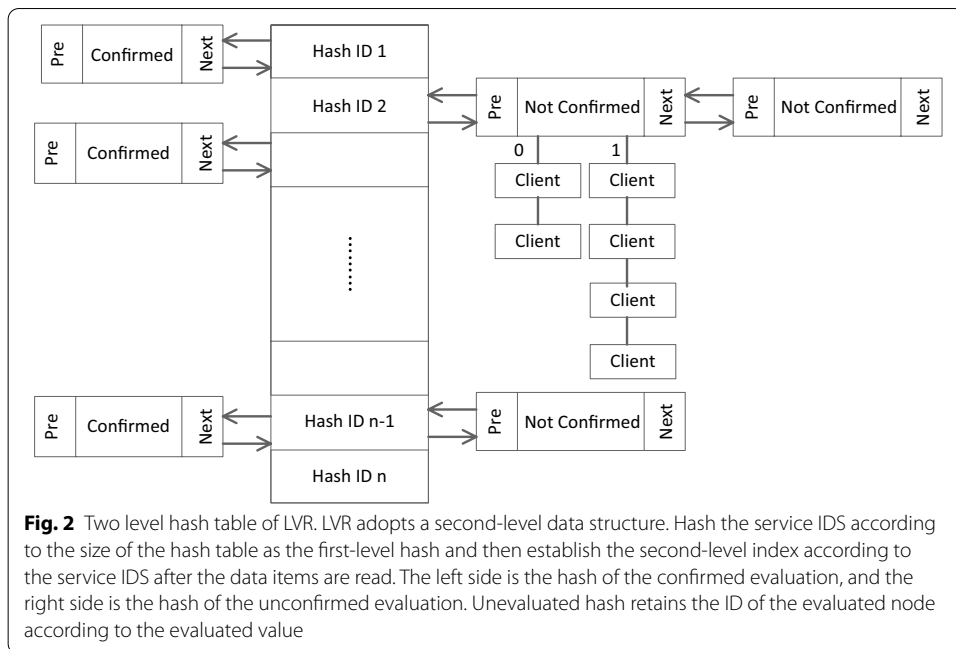 Pre Confirmed Next
Hash ID 1
Hash ID 2
Pre Not Confirmed Next
Pre Not Confirmed Next
Pre Confirmed Next
0 1
Client Client
Client Client
........
Client
Client
Pre Confirmed Next
Hash ID n-1
Pre Not Confirmed Next
Hash ID n
Fig. 2 Two level hash table of LVR. LVR adopts a second-level data structure. Hash the service IDS according
to the size of the hash table as the first-level hash and then establish the second-level index according to
the service IDS after the data items are read. The left side is the hash of the confirmed evaluation, and the
right side is the hash of the unconfirmed evaluation. Unevaluated hash retains the ID of the evaluated node
according to the evaluated value